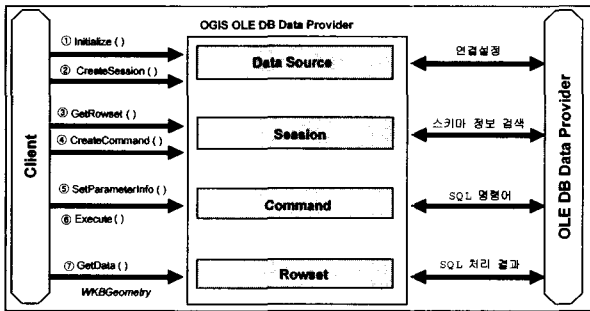 OGIS OLE DB Data Provider
Client
① Initialize ( )
② CreateSession ( )
③ GetRowset ( )
④ CreateCommand ( )
⑤ SetParameterInfo ( )
⑥ Execute ( )
⑦ GetData ( )
WKBGeometry
Data Source
Session
Command
Rowset
연결설정
스키마 정보 검색
SQL 명령어
SQL 처리 결과
OLE DB Data Provider